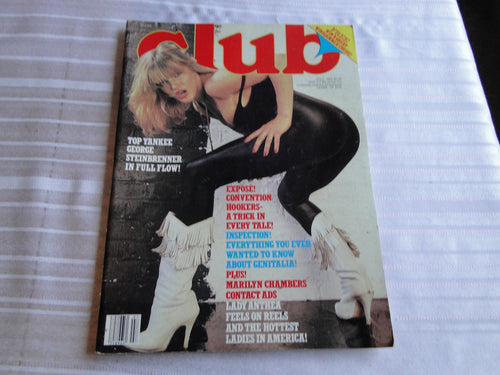 club
TOP YANKEE
GEORGE
STEINBRENNER
IN FULL FLOW!
EXPOSE!
CONVENTION
HOOKERS-
A TRICK IN
EVERY TALE!
INSPECTION!
EVERYTHING YOU EVER
WANTED TO KNOW
ABOUT GENITALIA!
PLUS!
MARILYN CHAMBERS
CONTACT ADS
LADY ANTHEA
FEELS ON REELS
AND THE HOTTEST
LADIES IN AMERICA!